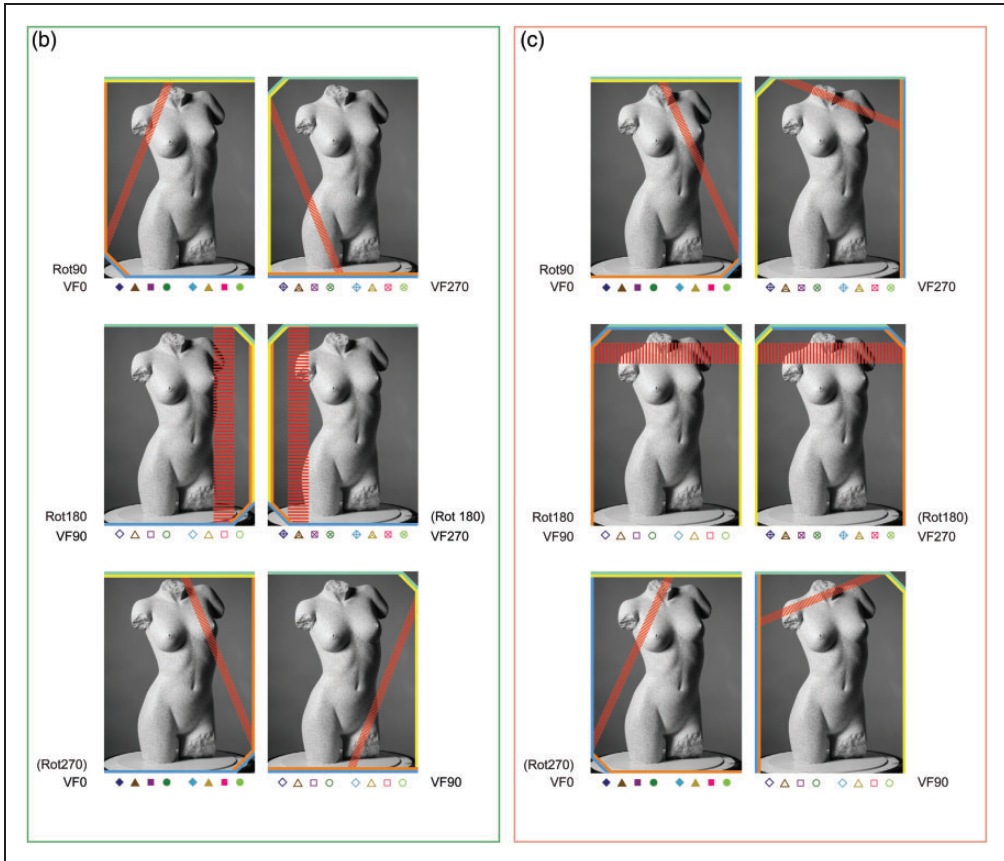 (b)
Rot90
VF0
VF270
Rot180
VF90
(Rot 180)
VF270
(Rot270)
VF0
VF90
(c)
Rot90
VF0
VF270
Rot180
VF90
(Rot180)
VF270
(Rot270)
VF0
VF90